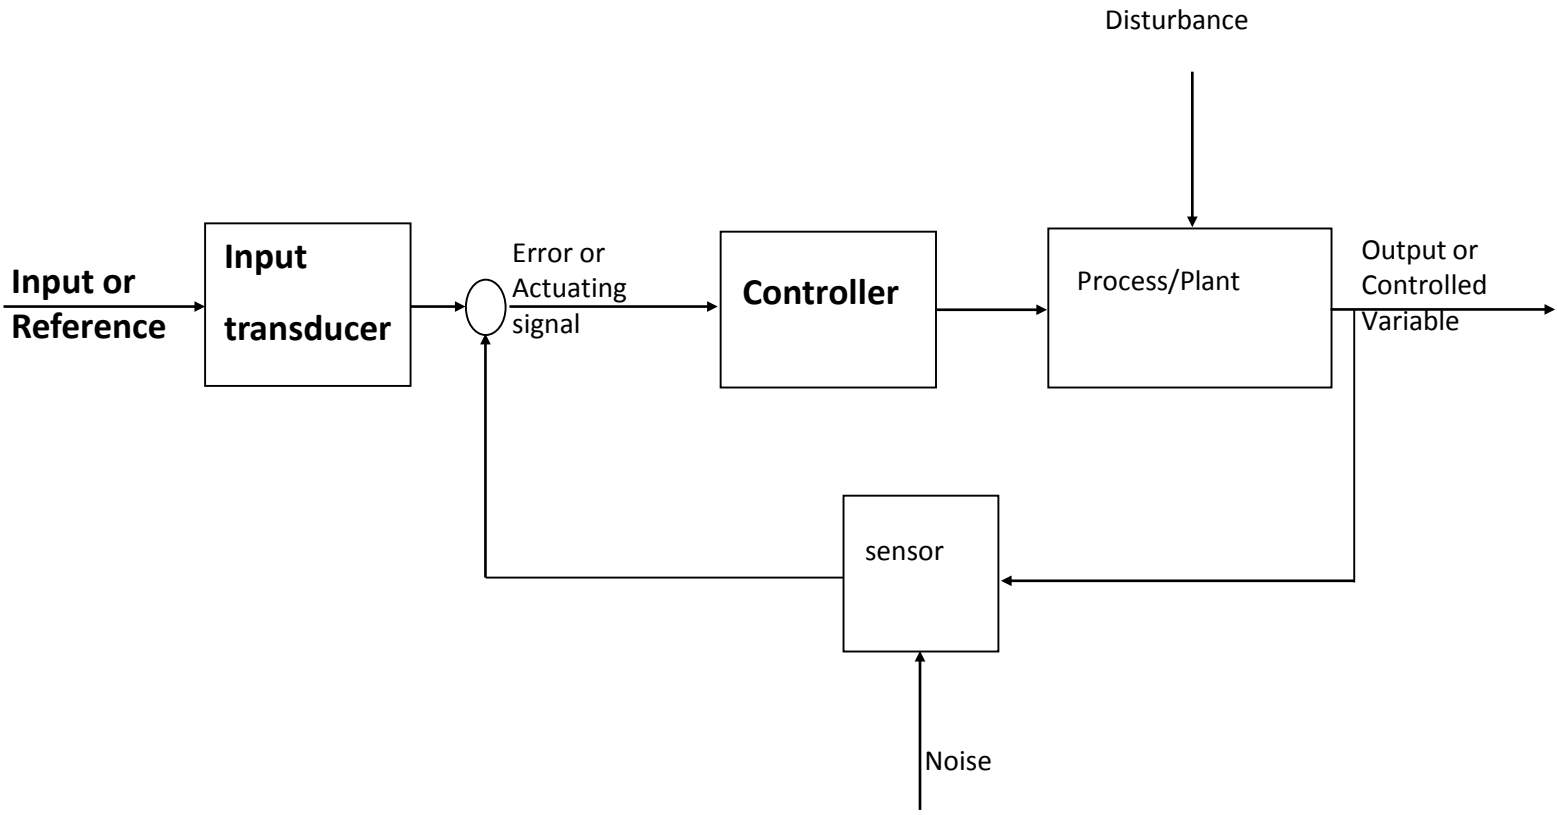 Disturbance
Input or
Reference
Input
transducer
Error or
Actuating
signal
Controller
Process/Plant
Output or
Controlled
Variable
sensor
Noise